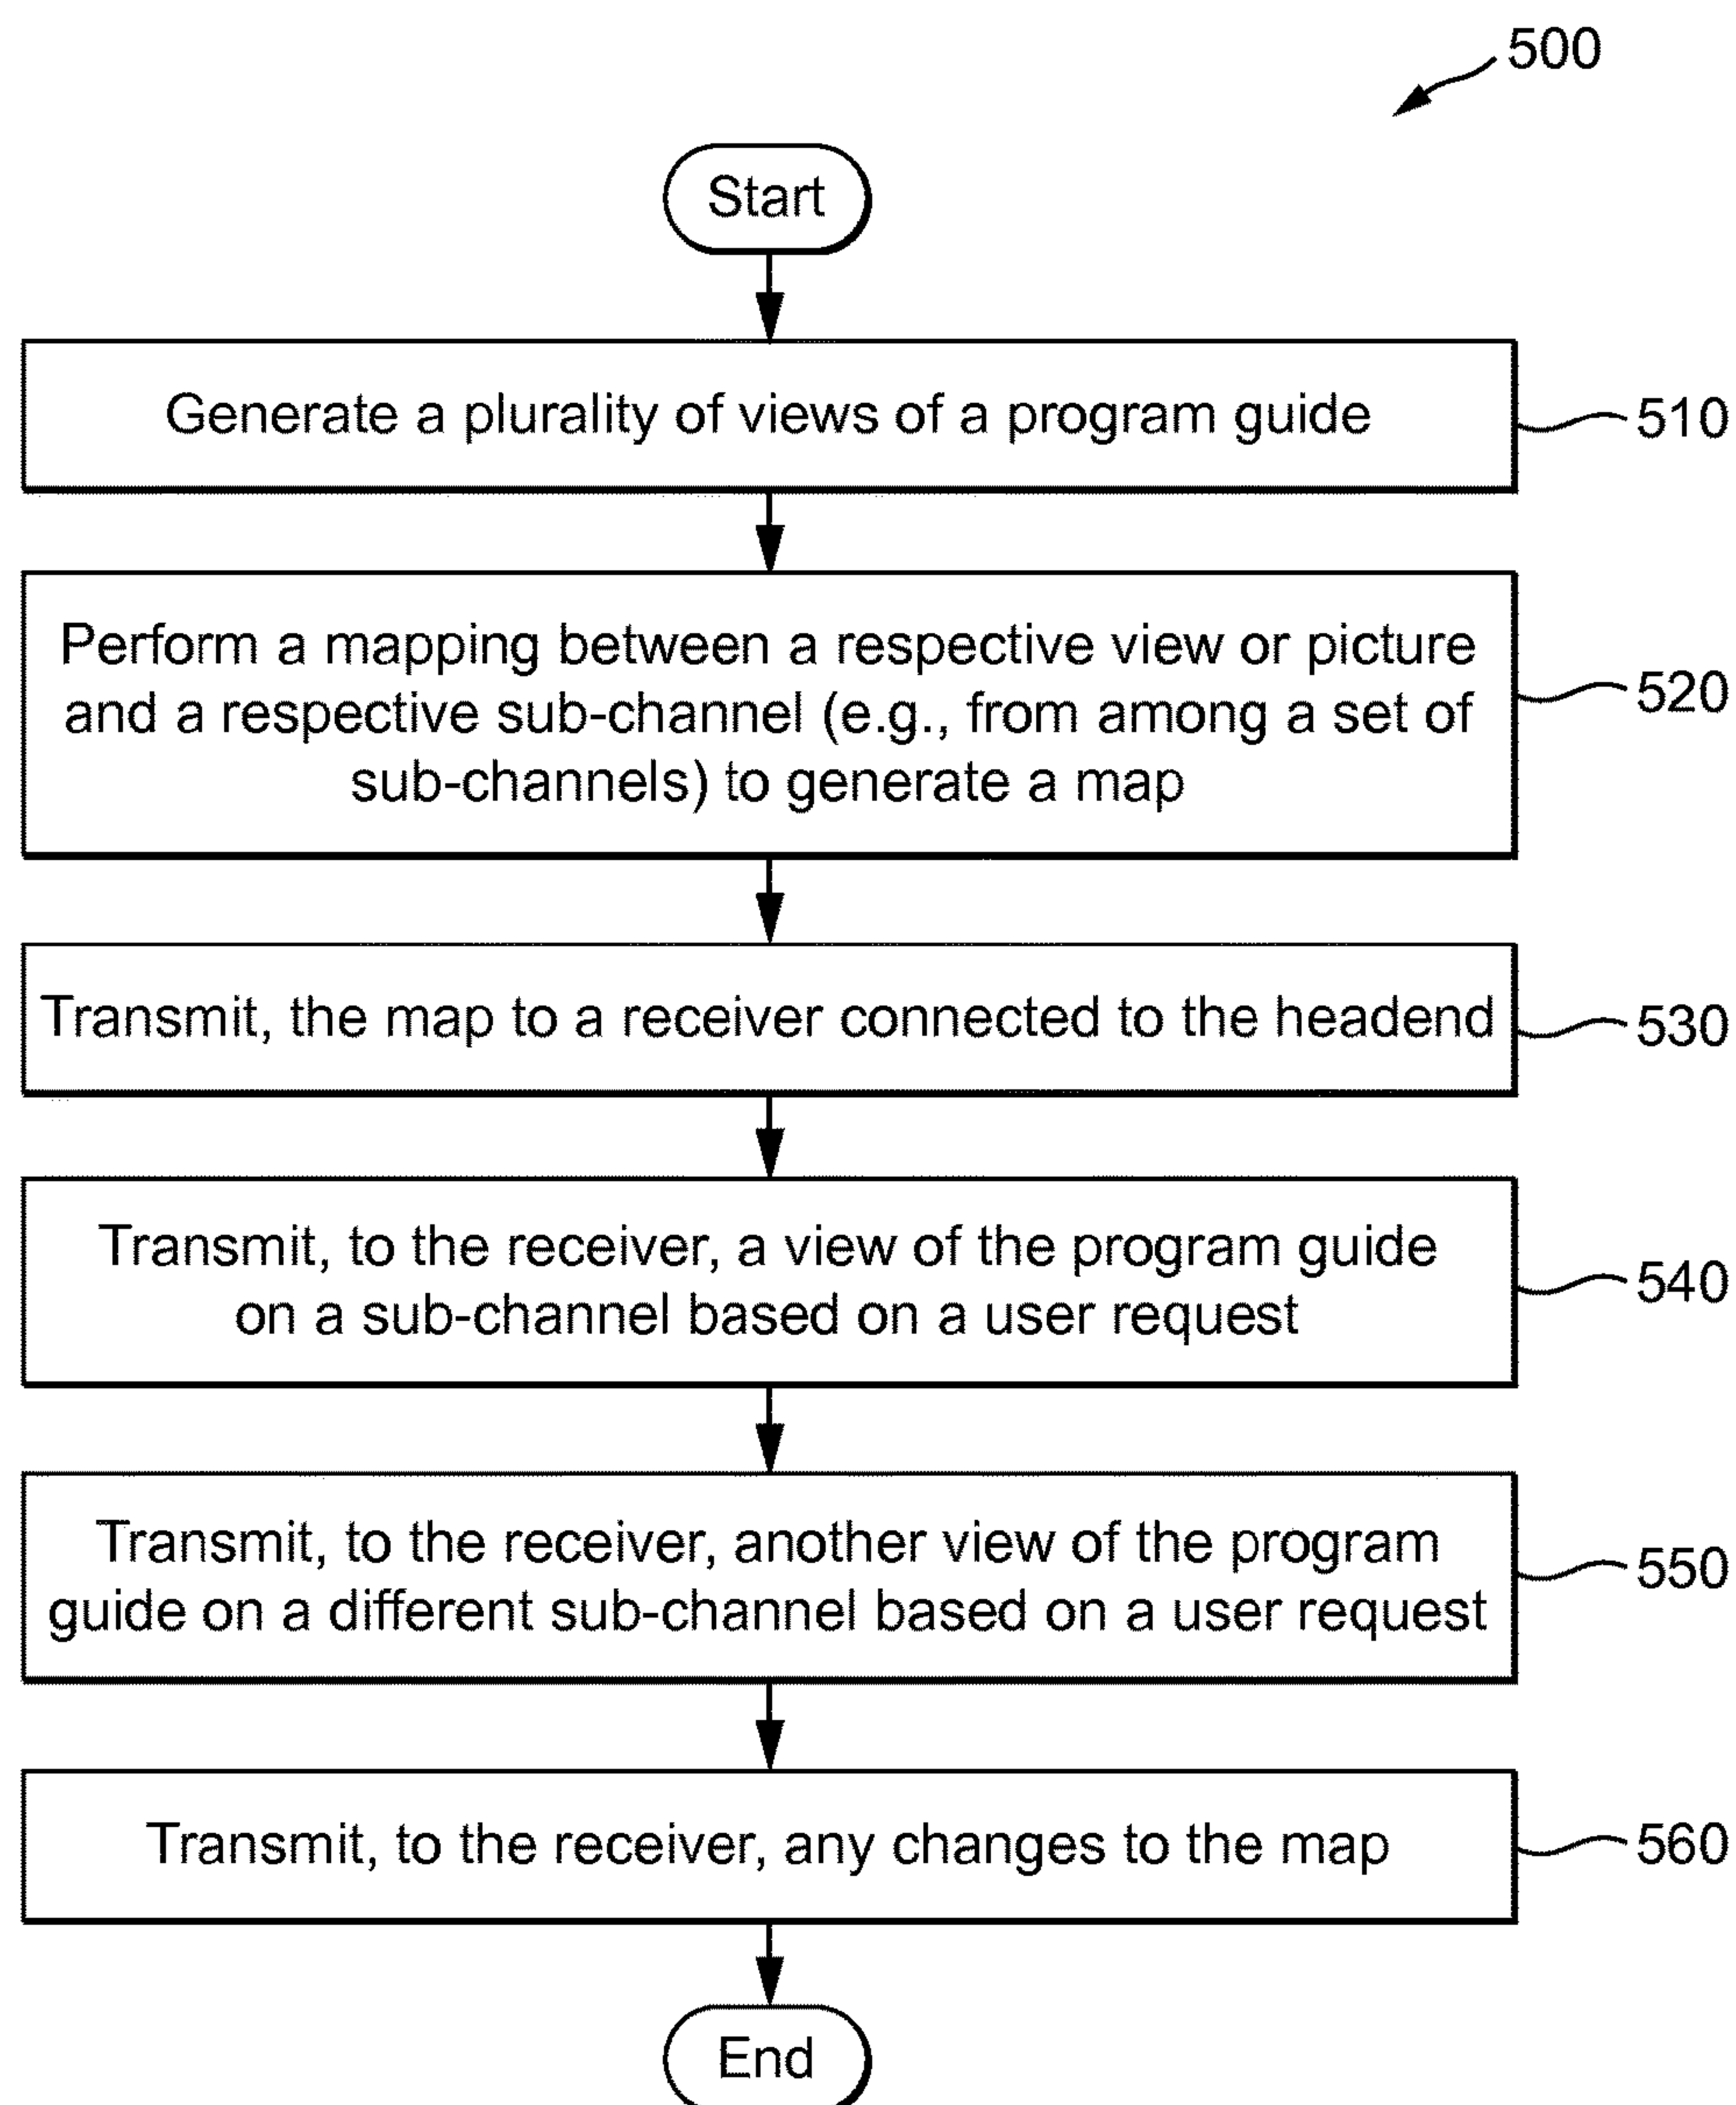 500
Start
Generate a plurality of views of a program guide
510
Perform a mapping between a respective view or picture
and a respective sub-channel (e.g., from among a set of
sub-channels) to generate a map
520
Transmit, the map to a receiver connected to the headend
530
Transmit, to the receiver, a view of the program guide
on a sub-channel based on a user request
540
Transmit, to the receiver, another view of the program
guide on a different sub-channel based on a user request
550
Transmit, to the receiver, any changes to the map
560
End